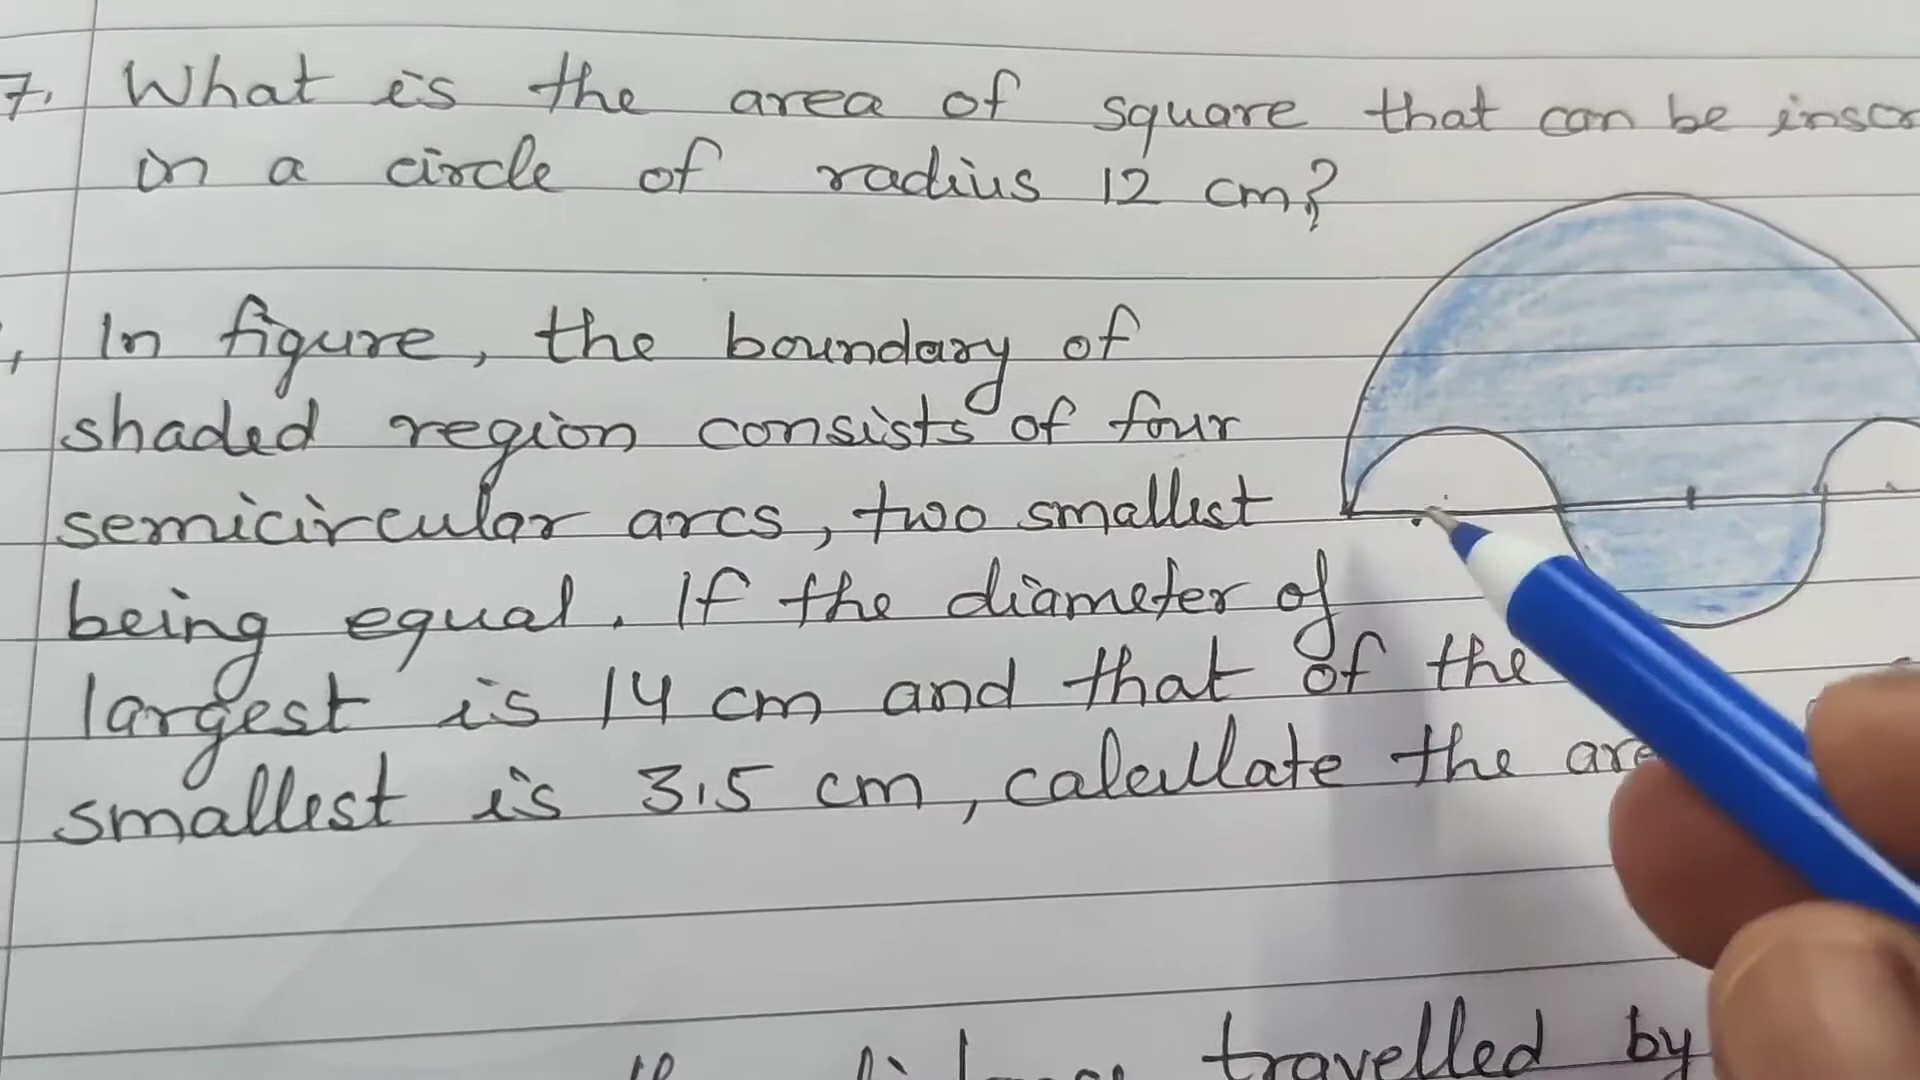 7. What is the area of square that can be
in a circle of radius 12 cm?
In figure, the boundary of
shaded region consists of four
semicircular arcs, two smallest
being equal. If the diameter of
largest is 14 cm and that of the
smallest is 3.5 cm, calculate the
travelled by